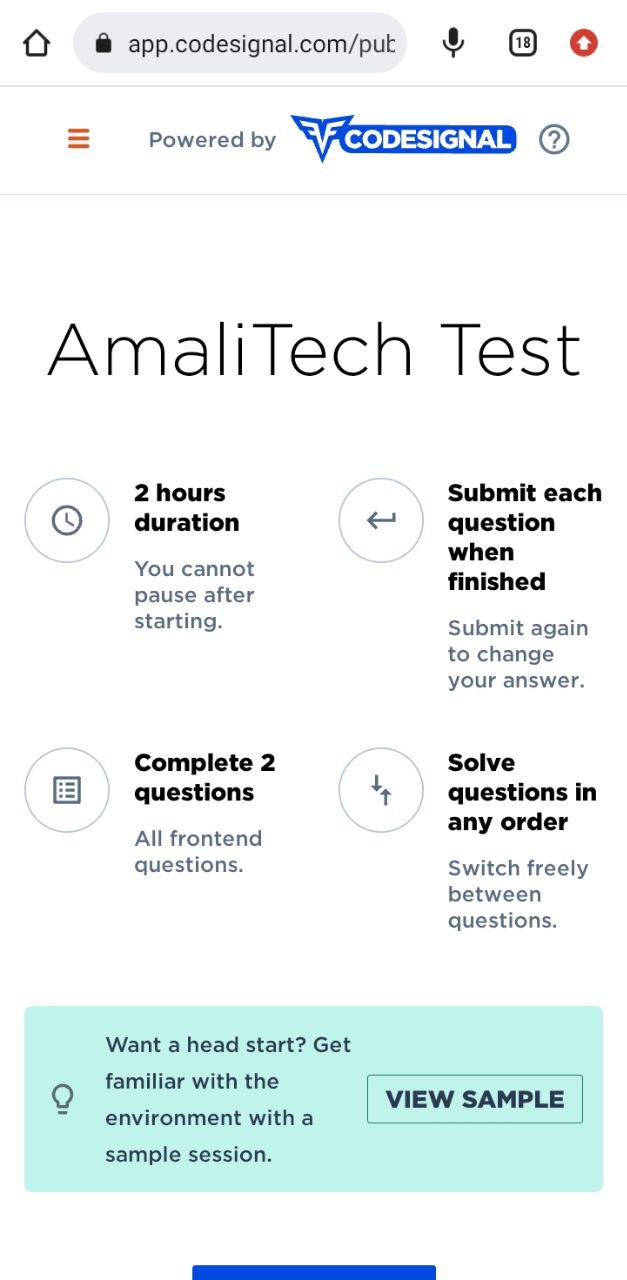 app.codesignal.com/pub
18
Powered by
CODESIGNAL
?
AmaliTech Test
2 hours
duration
You cannot
pause after
starting.
Submit each
question
when
finished
Submit again
to change
your answer.
Complete 2
questions
All frontend
questions.
Solve
questions in
any order
Switch freely
between
questions.
Want a head start? Get
familiar with the
environment with a
sample session.
VIEW SAMPLE